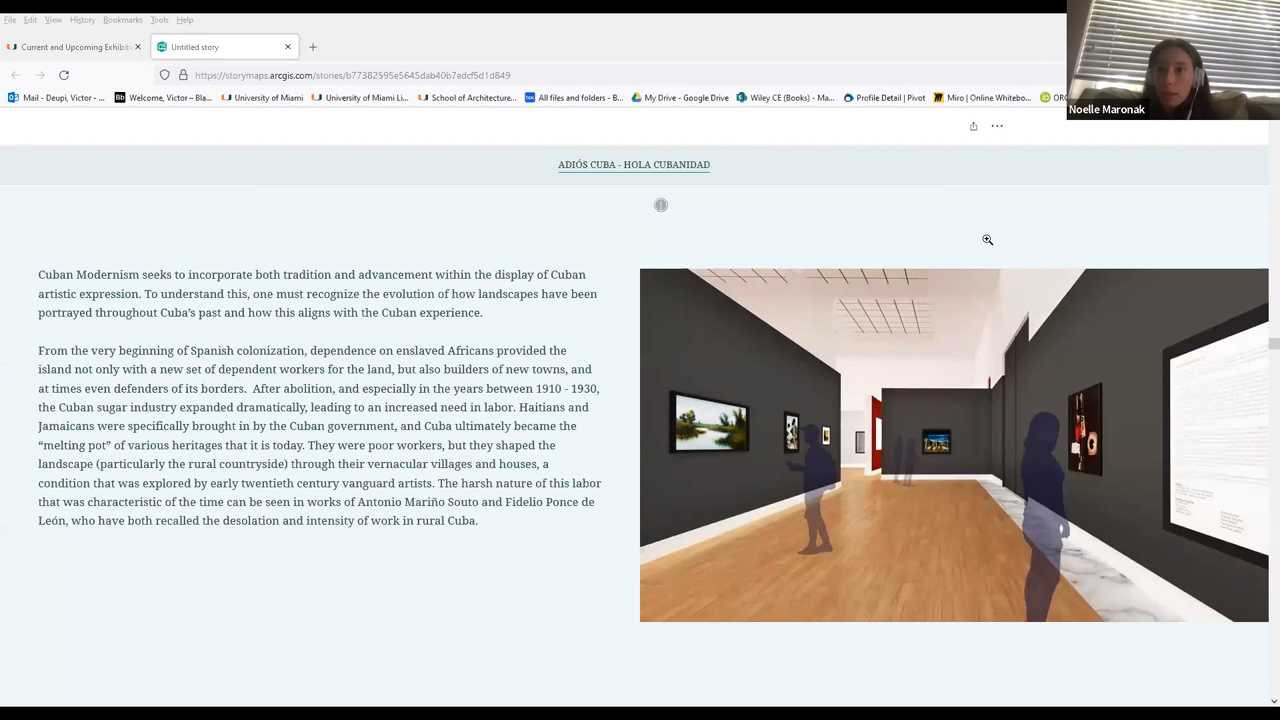 File Edit View History Bookmarks Tools Help
Current and Upcoming Exhibi
Untitled story
https://storymaps.arcgis.com/stories/b77382595e5645dab40b7edcf5d1d849
Mail - Deupi, Victor - ... Welcome, Victor – Bla... University of Miami University of Miami Li... School of Architecture... All files and folders - B... My Drive - Google Drive Wiley CE (Books) - Ma... Profile Detail | Pivot Miro | Online Whitebo...
Noelle Maronak
ADIÓS CUBA - HOLA CUBANIDAD
Cuban Modernism seeks to incorporate both tradition and advancement within the display of Cuban
artistic expression. To understand this, one must recognize the evolution of how landscapes have been
portrayed throughout Cuba's past and how this aligns with the Cuban experience.
From the very beginning of Spanish colonization, dependence on enslaved Africans provided the
island not only with a new set of dependent workers for the land, but also builders of new towns, and
at times even defenders of its borders.  After abolition, and especially in the years between 1910 - 1930,
the Cuban sugar industry expanded dramatically, leading to an increased need in labor. Haitians and
Jamaicans were specifically brought in by the Cuban government, and Cuba ultimately became the
“melting pot” of various heritages that it is today. They were poor workers, but they shaped the
landscape (particularly the rural countryside) through their vernacular villages and houses, a
condition that was explored by early twentieth century vanguard artists. The harsh nature of this labor
that was characteristic of the time can be seen in works of Antonio Mariño Souto and Fidelio Ponce de
León, who have both recalled the desolation and intensity of work in rural Cuba.